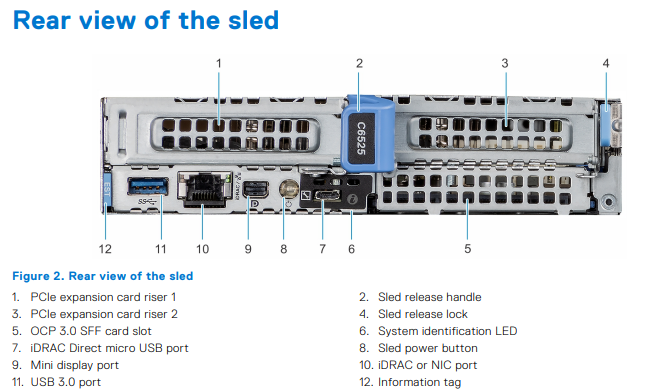 Rear view of the sled
1 2 3 4
C6525
EST
12 11 10 9 8 7 6 5
Figure 2. Rear view of the sled
1. PCIe expansion card riser 1
2. Sled release handle
3. PCIe expansion card riser 2
4. Sled release lock
5. OCP 3.0 SFF card slot
6. System identification LED
7. iDRAC Direct micro USB port
8. Sled power button
9. Mini display port
10. iDRAC or NIC port
11. USB 3.0 port
12. Information tag